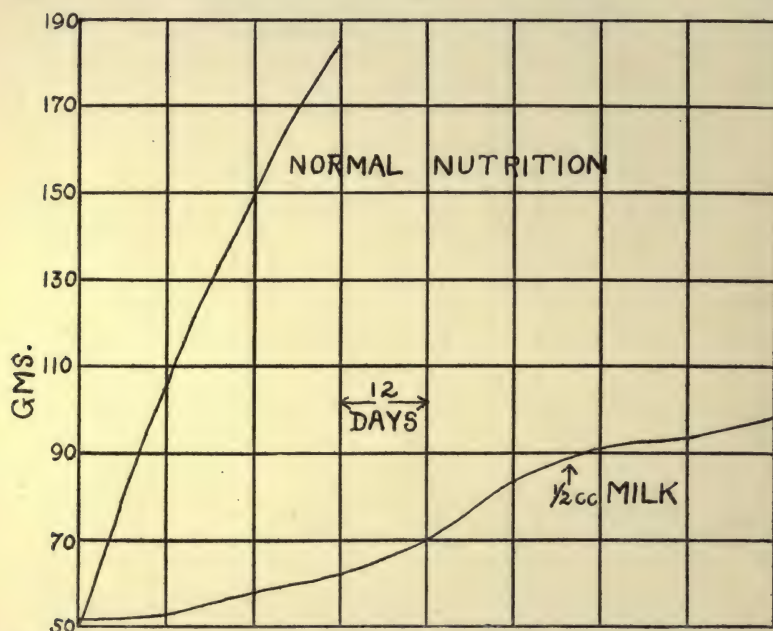 190
170
NORMAL NUTRITION
150
130
GMS.
110
12
DAYS
90
½cc MILK
70
50